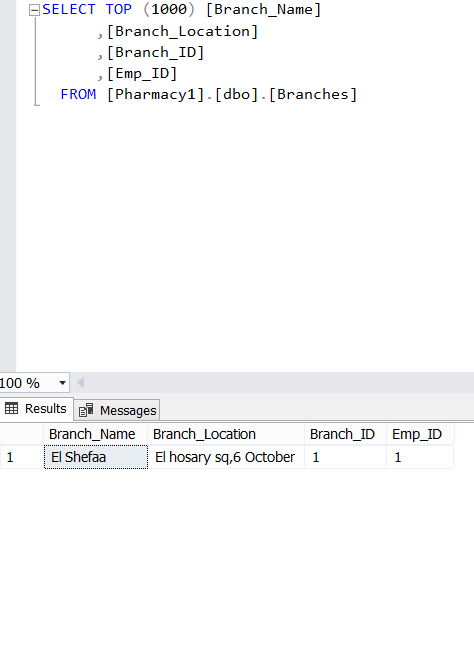 SELECT TOP (1000) [Branch_Name]
,[Branch_Location]
,[Branch_ID]
,[Emp_ID]
FROM [Pharmacy1].[dbo].[Branches]
100 %
Results Messages
Branch_Name Branch_Location Branch_ID Emp_ID
1 El Shefaa El hosary sq,6 October 1 1